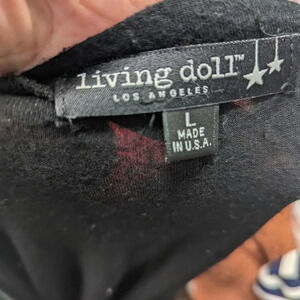 living doll™
LOS ANGELES
L
MADE
IN U.S.A.